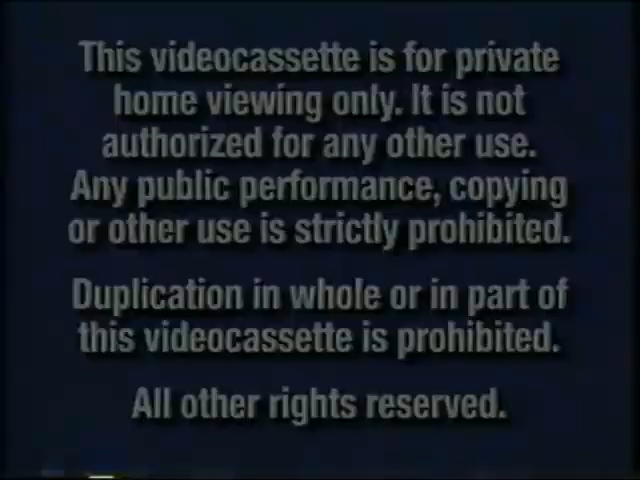 This videocassette is for private
home viewing only. It is not
authorized for any other use.
Any public performance, copying
or other use is strictly prohibited.
Duplication in whole or in part of
this videocassette is prohibited.
All other rights reserved.